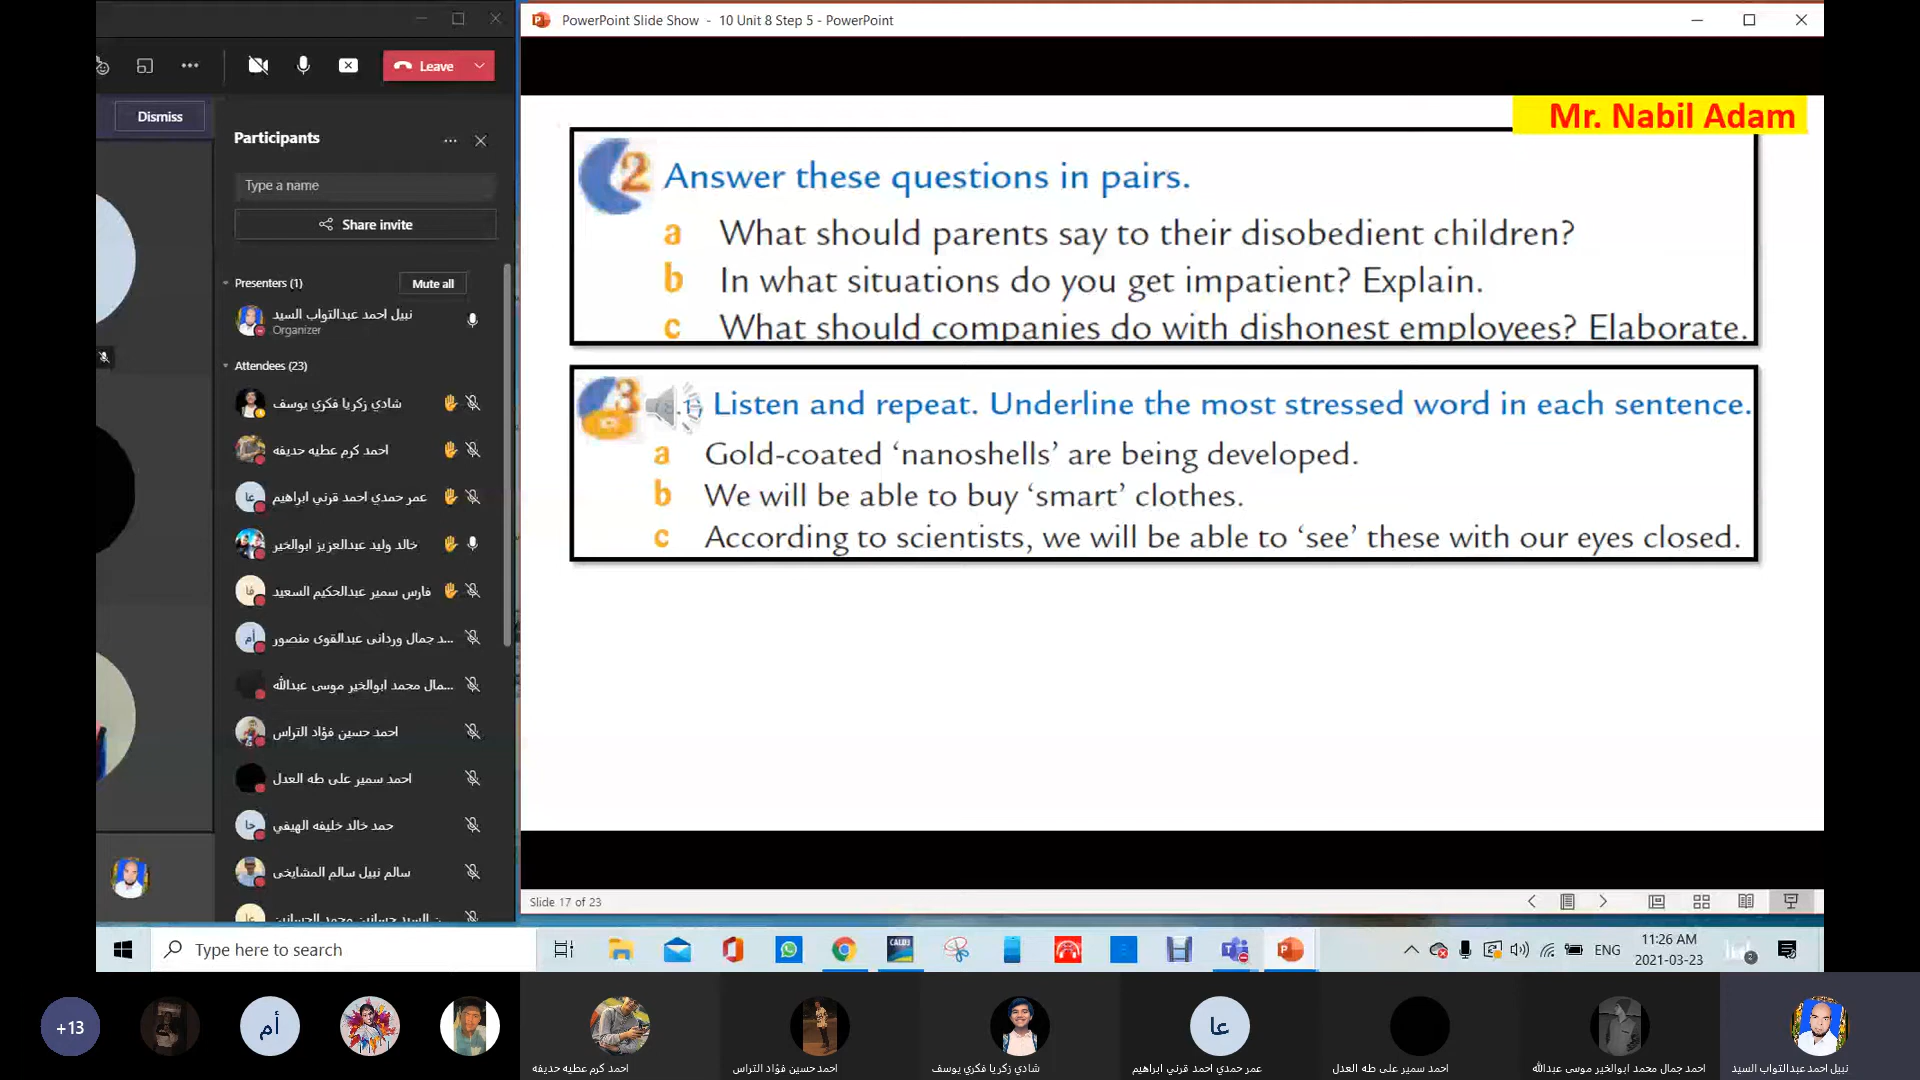 PowerPoint Slide Show - 10 Unit 8 Step 5 - PowerPoint
Leave
Dismiss
Participants
Type a name
Share invite
Presenters (1)
Mute all
نبيل احمد عبدالتواب السيد
Organizer
Attendees (23)
شادي زكريا فكري يوسف
احمد كرم عطيه حذيفه
عمر حمدي احمد قرني ابراهيم
خالد وليد عبدالعزيز ابوالخير
فارس سمير عبدالحكيم السعيد
...د جمال وردانى عبدالقوى منصور
...مال محمد ابوالخير موسى عبدالله
احمد حسين فؤاد التراس
احمد سمير على طه العدل
حمد خالد خليفه الهيفي
سالم نبيل سالم المشايخى
Mr. Nabil Adam
2 Answer these questions in pairs.
a What should parents say to their disobedient children?
b In what situations do you get impatient? Explain.
c What should companies do with dishonest employees? Elaborate.
3 Listen and repeat. Underline the most stressed word in each sentence.
a Gold-coated ‘nanoshells’ are being developed.
b We will be able to buy ‘smart’ clothes.
c According to scientists, we will be able to ‘see’ these with our eyes closed.
Slide 17 of 23
Type here to search
ENG
11:26 AM
2021-03-23
+13
أم
عا
احمد كرم عطيه حذيفه
احمد حسين فؤاد التراس
شادي زكريا فكري يوسف
عمر حمدي احمد قرني ابراهيم
احمد سمير على طه العدل
احمد جمال محمد ابوالخير موسى عبدالله
نبيل احمد عبدالتواب السيد